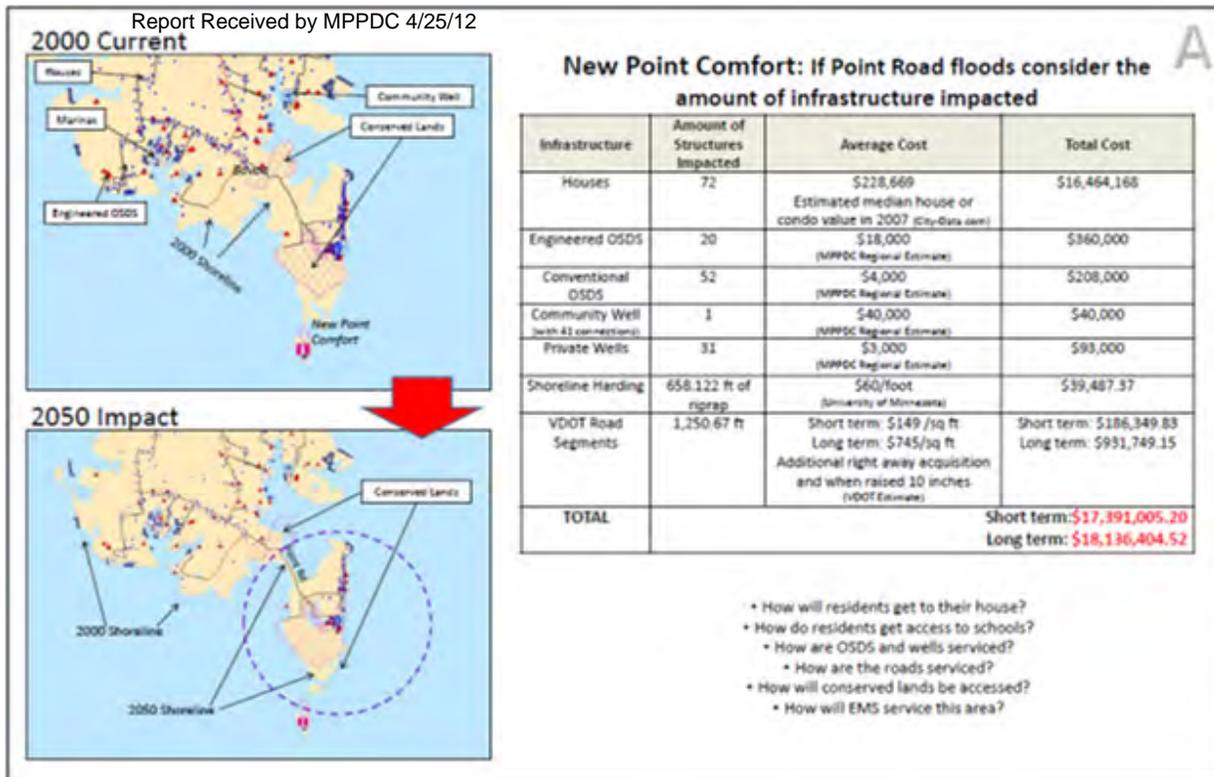 Report Received by MPPDC 4/25/12
2000 Current
Houses
Marinas
Engineered OSDS
Community Well
Conserved Lands
2000 Shoreline
New Point
Comfort
2050 Impact
Conserved Lands
2000 Shoreline
2050 Shoreline
A
New Point Comfort: If Point Road floods consider the
amount of infrastructure impacted
Infrastructure
Amount of
Structures
Impacted
Average Cost
Total Cost
Houses
72
$228,669
Estimated median house or
condo value in 2007 (City-Data.com)
$16,464,168
Engineered OSDS
20
$18,000
(MPPDC Regional Estimate)
$360,000
Conventional
OSDS
52
$4,000
(MPPDC Regional Estimate)
$208,000
Community Well
(with 41 connections)
1
$40,000
(MPPDC Regional Estimate)
$40,000
Private Wells
31
$3,000
(MPPDC Regional Estimate)
$93,000
Shoreline Harding
658.122 ft of
riprap
$60/foot
(University of Minnesota)
$39,487.37
VDOT Road
Segments
1,250.67 ft
Short term: $149 /sq ft
Long term: $745/sq ft
Additional right away acquisition
and when raised 10 inches
(VDOT Estimate)
Short term: $186,349.83
Long term: $931,749.15
TOTAL
Short term:$17,391,005.20
Long term: $18,136,404.52
• How will residents get to their house?
• How do residents get access to schools?
• How are OSDS and wells serviced?
• How are the roads serviced?
• How will conserved lands be accessed?
• How will EMS service this area?